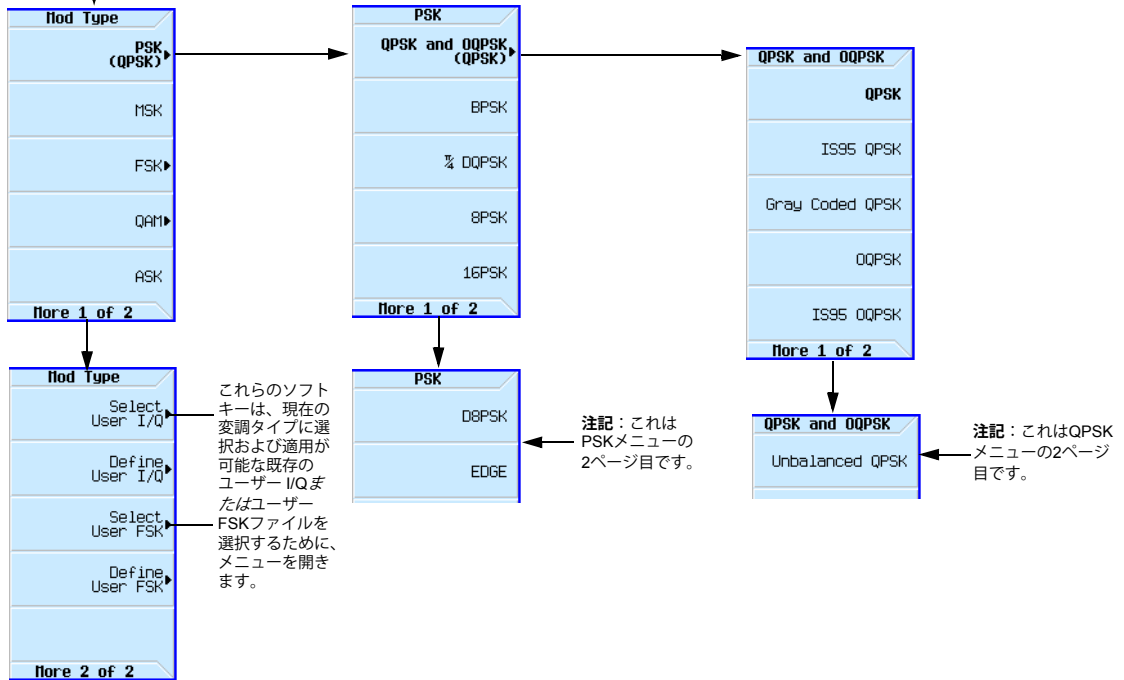 Mod Type
PSK
(QPSK)
MSK
FSK
QAM
ASK
More 1 of 2
PSK
QPSK and OQPSK
(QPSK)
BPSK
π/4 DQPSK
8PSK
16PSK
More 1 of 2
QPSK and OQPSK
QPSK
IS95 QPSK
Gray Coded QPSK
OQPSK
IS95 OQPSK
More 1 of 2
Mod Type
Select
User I/Q
Define
User I/Q
Select
User FSK
Define
User FSK
More 2 of 2
これらのソフト
キーは、現在の
変調タイプに選
択および適用が
可能な既存の
ユーザー I/Qま
たはユーザー
FSKファイルを
選択するために、
メニューを開き
ます。
PSK
D8PSK
EDGE
注記：これは
PSKメニューの
2ページ目です。
QPSK and OQPSK
Unbalanced QPSK
注記：これはQPSK
メニューの2ページ
目です。